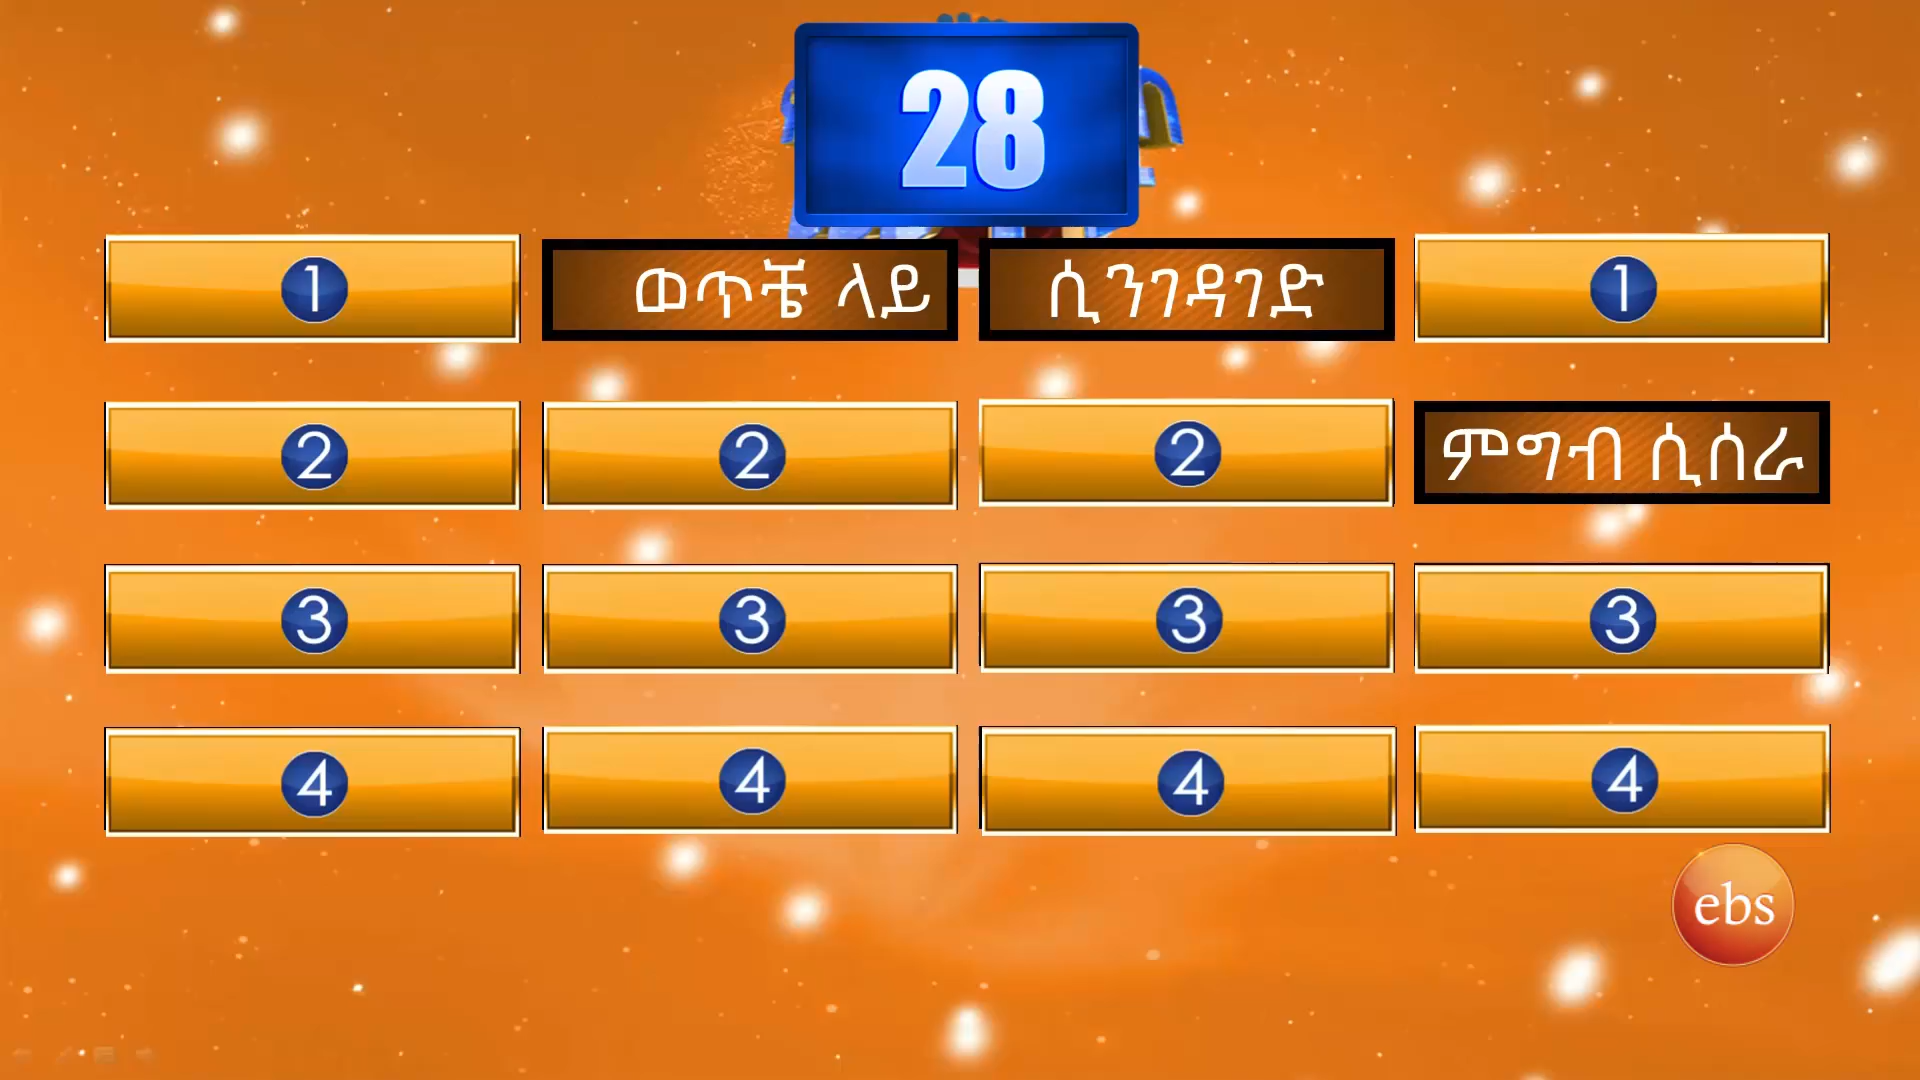 28
1 ወጥቼ ላይ ሲንገዳገድ 1
2 2 2 ምግብ ሲሰራ
3 3 3 3
4 4 4 4
ebs